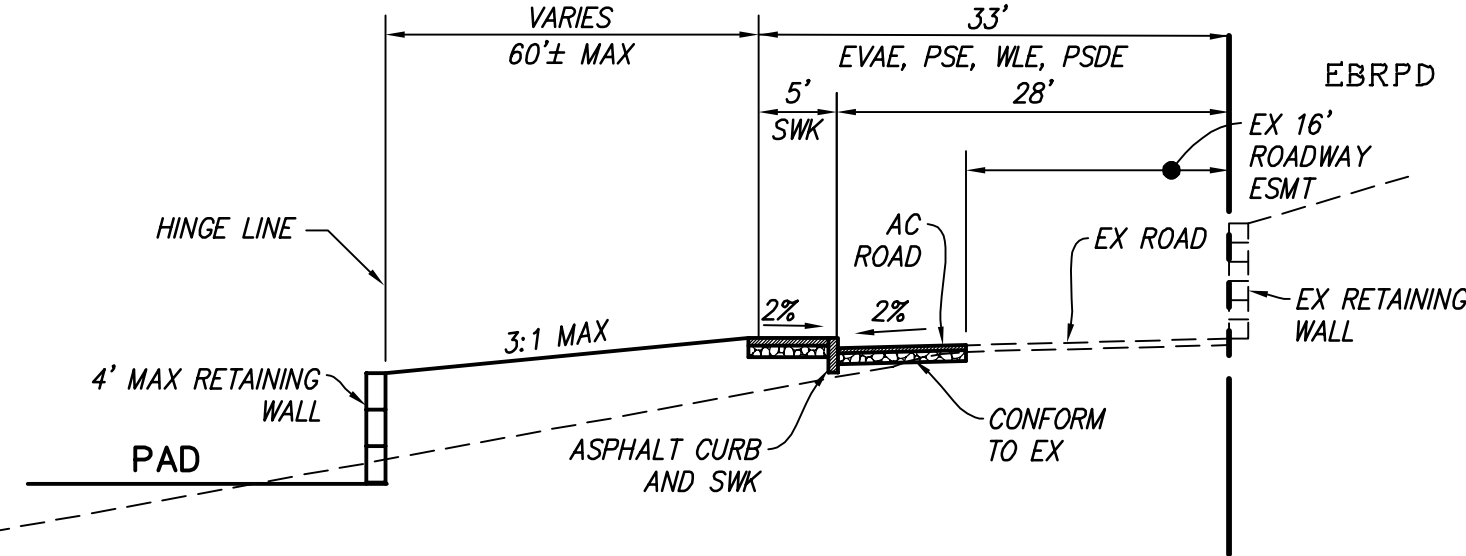 VARIES
60'± MAX
33'
EVAE, PSE, WLE, PSDE
EBRPD
5'
SWK
28'
EX 16'
ROADWAY
ESMT
HINGE LINE
AC
ROAD
EX ROAD
2%
2%
EX RETAINING
WALL
3:1 MAX
4' MAX RETAINING
WALL
PAD
ASPHALT CURB
AND SWK
CONFORM
TO EX